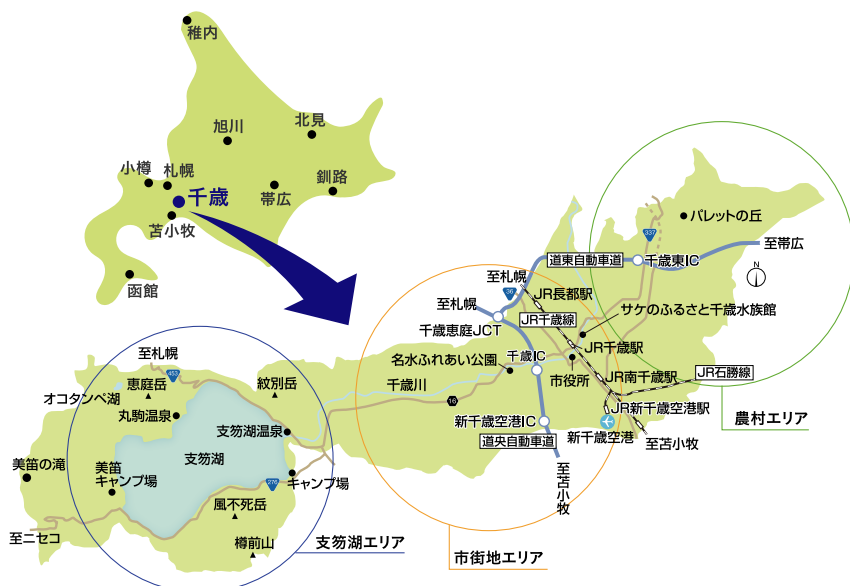 稚内
北見
旭川
小樽
札幌
帯広
釧路
千歳
苫小牧
函館
パレットの丘
337
至帯広
道東自動車道
千歳東IC
N
至札幌
36
JR長都駅
至札幌
サケのふるさと千歳水族館
千歳恵庭JCT
JR千歳線
JR千歳駅
名水ふれあい公園
千歳IC
市役所
JR南千歳駅
JR石勝線
千歳川
16
JR新千歳空港駅
新千歳空港IC
新千歳空港
至苫小牧
道央自動車道
至苫小牧
農村エリア
至札幌
453
恵庭岳
紋別岳
オコタンペ湖
丸駒温泉
支笏湖温泉
支笏湖
美笛の滝
美笛
キャンプ場
276
キャンプ場
風不死岳
至ニセコ
樽前山
支笏湖エリア
市街地エリア